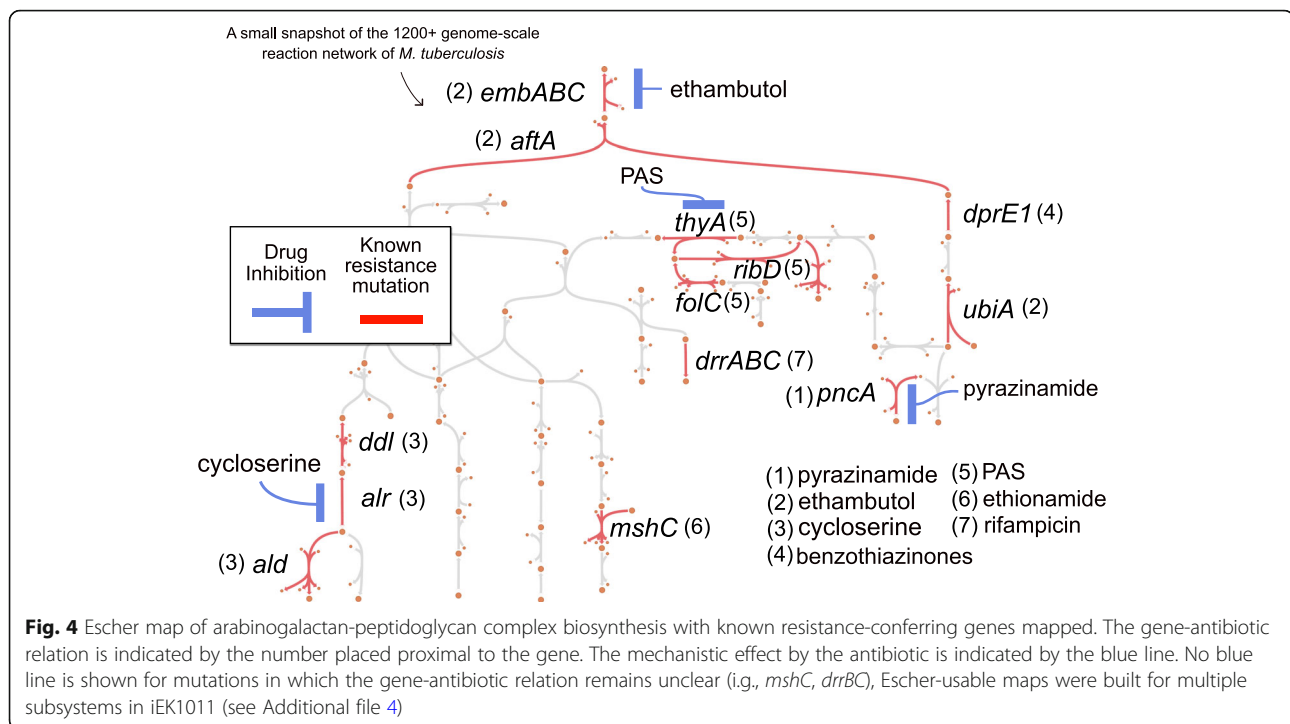 A small snapshot of the 1200+ genome-scale
reaction network of M. tuberculosis
(2) embABC
ethambutol
(2) aftA
PAS
thyA (5)
dprE1 (4)
Drug
Inhibition
Known
resistance
mutation
ribD (5)
folC (5)
ubiA (2)
drrABC (7)
(1) pncA
pyrazinamide
ddl (3)
cycloserine
alr (3)
mshC (6)
(3) ald
(1) pyrazinamide
(2) ethambutol
(3) cycloserine
(4) benzothiazinones
(5) PAS
(6) ethionamide
(7) rifampicin
Fig. 4 Escher map of arabinogalactan-peptidoglycan complex biosynthesis with known resistance-conferring genes mapped. The gene-antibiotic
relation is indicated by the number placed proximal to the gene. The mechanistic effect by the antibiotic is indicated by the blue line. No blue
line is shown for mutations in which the gene-antibiotic relation remains unclear (i.g., mshC, drrBC), Escher-usable maps were built for multiple
subsystems in iEK1011 (see Additional file 4)